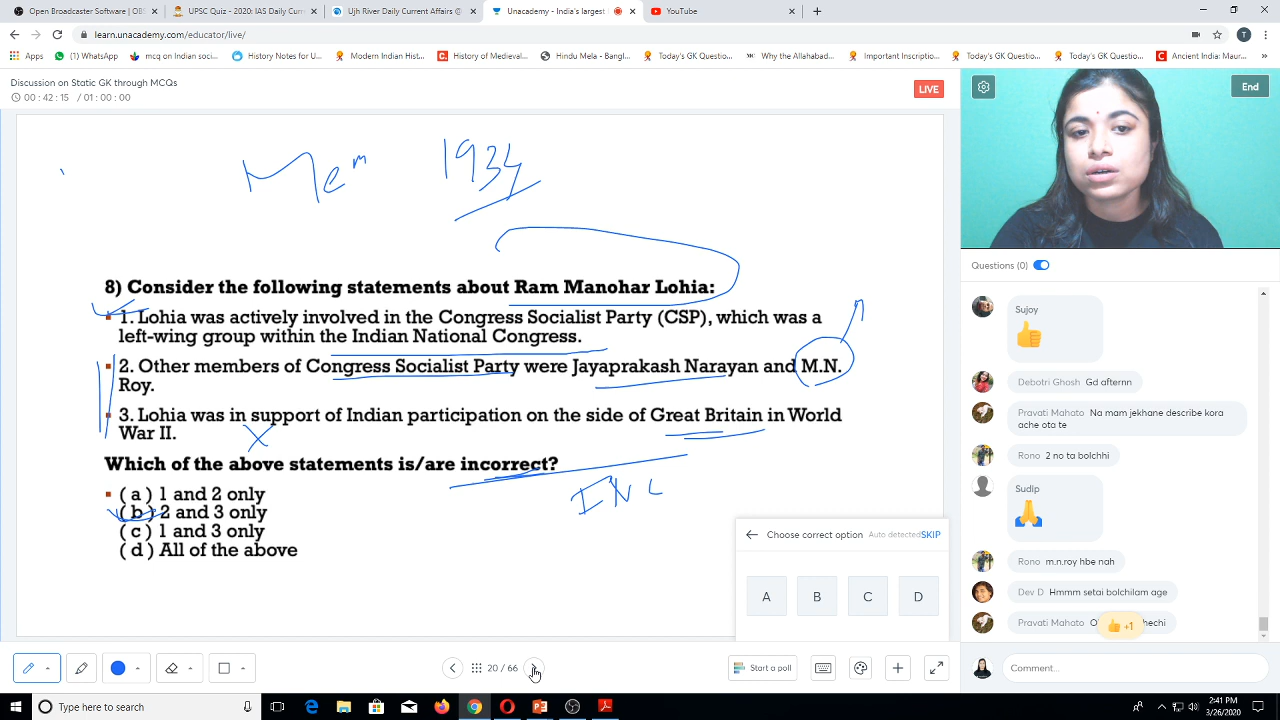 Open Broadcaster Software | OBS
UPSC Quiz - 2020: IAS Daily Curr
Ujh River Daily Current Affairs @
Unacademy - India's largest
YouTube
learn.unacademy.com/educator/live/
T
Apps
(1) WhatsApp
mcq on indian soci...
History Notes for U...
Modern Indian Hist...
History of Medieval...
Hindu Mela - Bangl...
Today's GK Questio...
Why the Allahabad...
Important Inscriptio...
Today's GK Questio...
Today's GK Questio...
Ancient India: Maur...
Discussion on Static GK through MCQs
00 : 42 : 15 / 01 : 00 : 00
LIVE
End
Mem 1934
8) Consider the following statements about Ram Manohar Lohia:
1. Lohia was actively involved in the Congress Socialist Party (CSP), which was a
left-wing group within the Indian National Congress.
2. Other members of Congress Socialist Party were Jayaprakash Narayan and M.N.
Roy.
3. Lohia was in support of Indian participation on the side of Great Britain in World
War II.
Which of the above statements is/are incorrect?
INC
( a ) 1 and 2 only
( b ) 2 and 3 only
( c ) 1 and 3 only
( d ) All of the above
Choose correct option
Auto detected
SKIP
A B C D
Questions (0)
Sujoy
Debotri Ghosh Gd afternn
Pravati Mahato Na mam jekhane describe kora
ache ota te
Rono 2 no ta bolchhi
Sudip
Rono m.n.roy hbe nah
Dev D Hmmm setai bolchilam age
Pravati Mahato
+1
hechi
20 / 66
Start a poll
Comment...
Type here to search
2:41 PM
3/26/2020